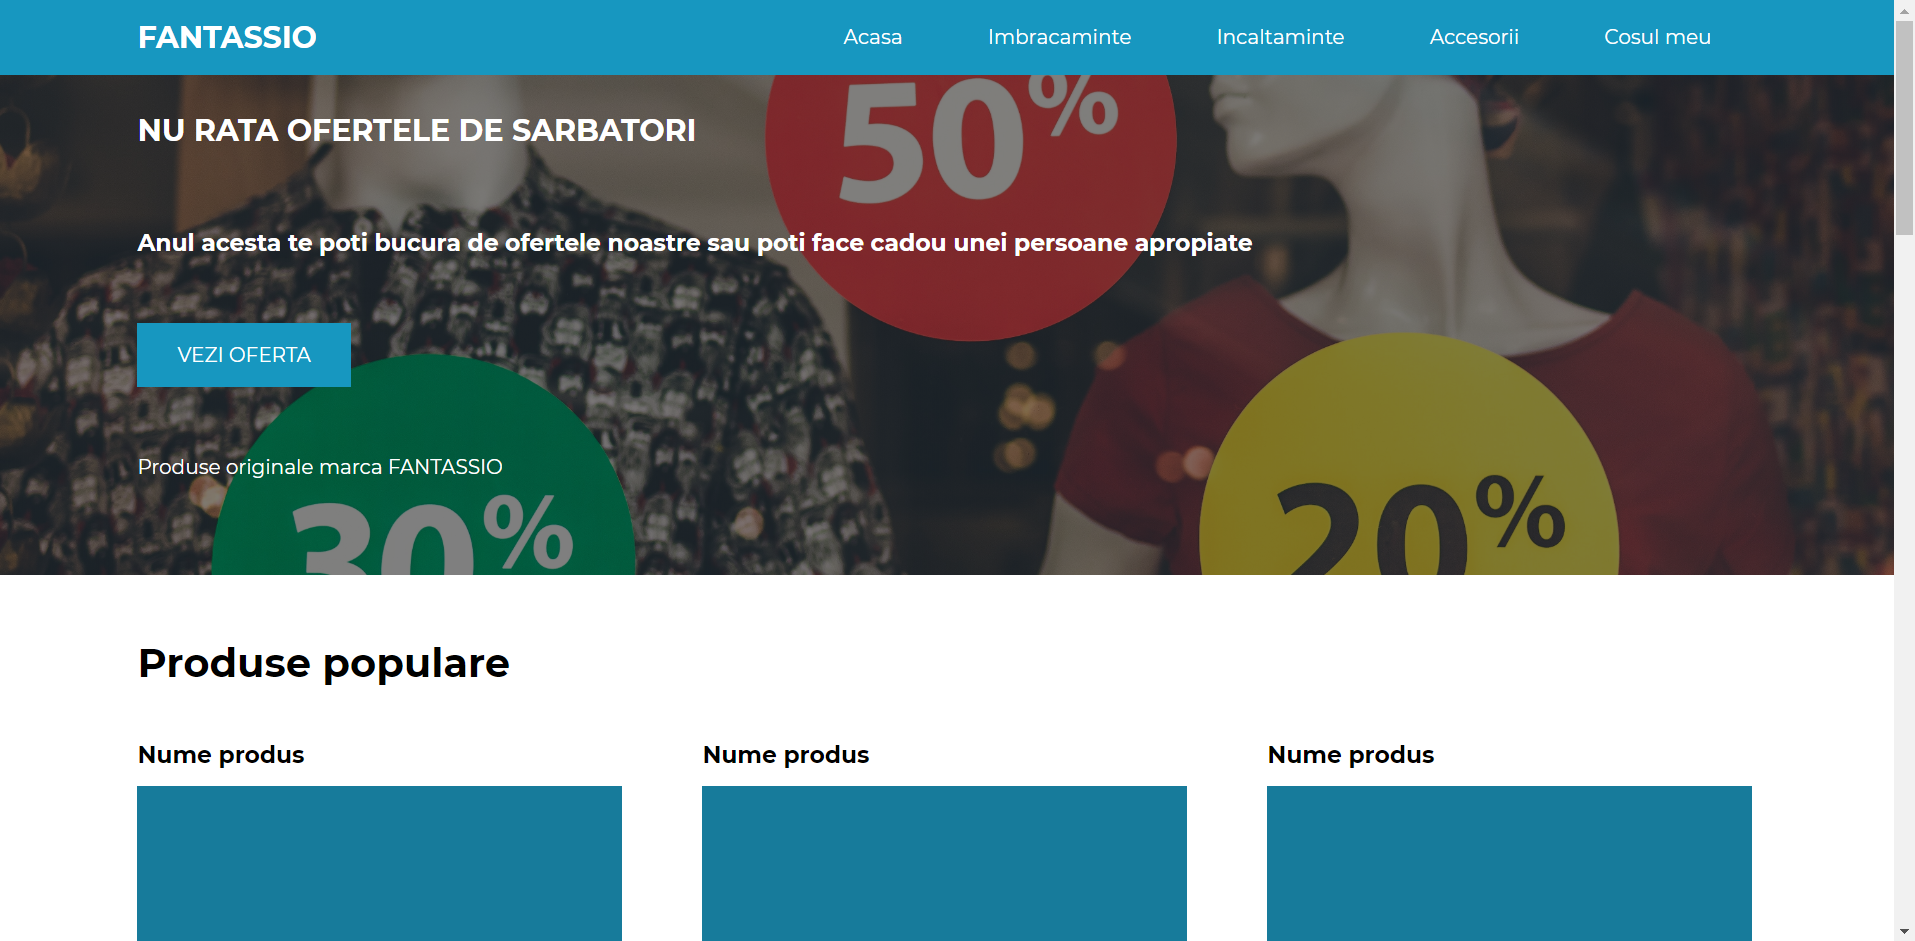 FANTASSIO
Acasa Imbracaminte Incaltaminte Accesorii Cosul meu
50%
NU RATA OFERTELE DE SARBATORI
Anul acesta te poti bucura de ofertele noastre sau poti face cadou unei persoane apropiate
VEZI OFERTA
Produse originale marca FANTASSIO
30%
20%
Produse populare
Nume produs Nume produs Nume produs